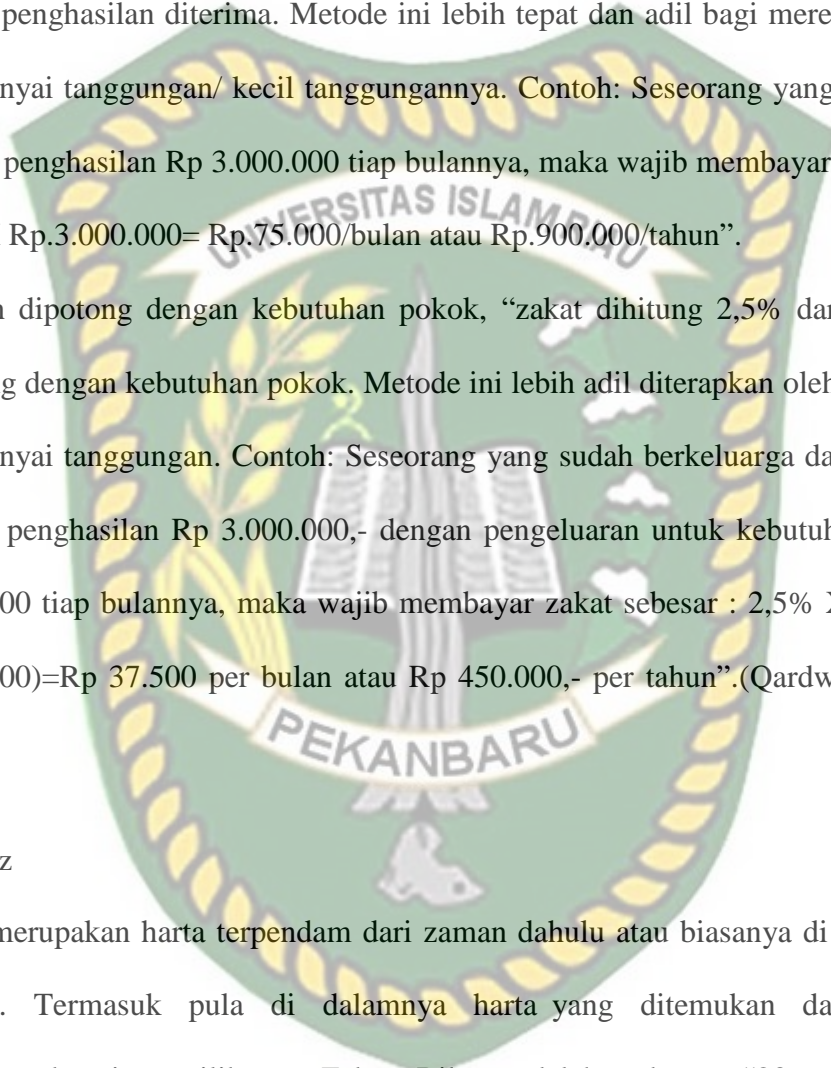 penghasilan diterima. Metode ini lebih tepat dan adil bagi mere
nyai tanggungan/ kecil tanggungannya. Contoh: Seseorang yang
penghasilan Rp 3.000.000 tiap bulannya, maka wajib membayar
UNIVERSITAS ISLAM RIAU
Rp.3.000.000= Rp.75.000/bulan atau Rp.900.000/tahun”.
dipotong dengan kebutuhan pokok, “zakat dihitung 2,5% dar
g dengan kebutuhan pokok. Metode ini lebih adil diterapkan oleh
nyai tanggungan. Contoh: Seseorang yang sudah berkeluarga da
penghasilan Rp 3.000.000,- dengan pengeluaran untuk kebutuh
00 tiap bulannya, maka wajib membayar zakat sebesar : 2,5% X
00)=Rp 37.500 per bulan atau Rp 450.000,- per tahun”.(Qardw
PEKANBARU
z
merupakan harta terpendam dari zaman dahulu atau biasanya di
Termasuk pula di dalamnya harta yang ditemukan da